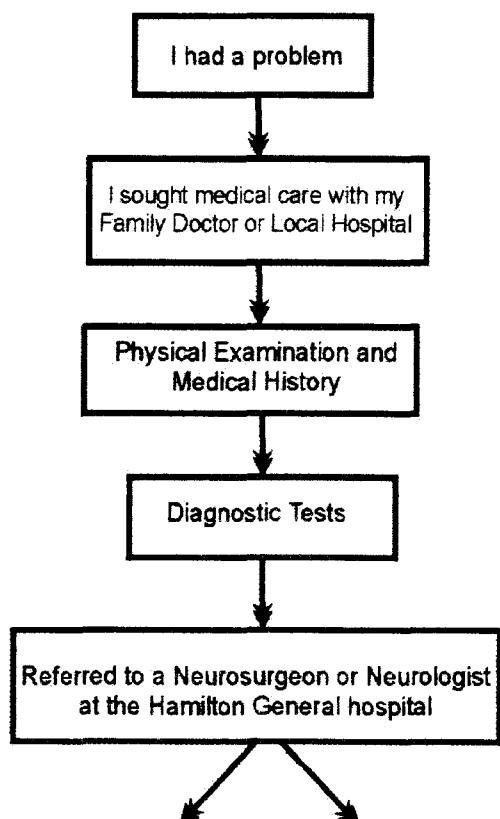 I had a problem
I sought medical care with my
Family Doctor or Local Hospital
Physical Examination and
Medical History
Diagnostic Tests
Referred to a Neurosurgeon or Neurologist
at the Hamilton General hospital